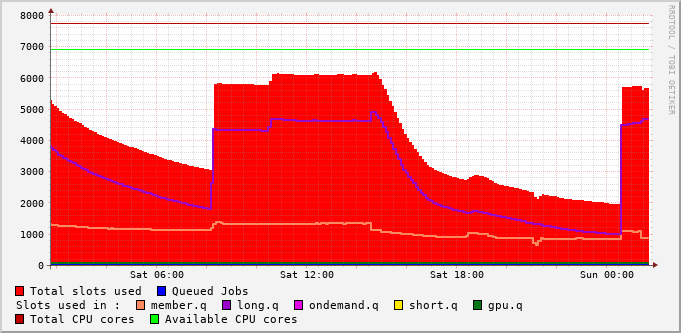 8000
7000
6000
5000
4000
3000
2000
1000
0
Sat 06:00 Sat 12:00 Sat 18:00 Sun 00:00
Total slots used Queued Jobs
Slots used in : member.q long.q ondemand.q short.q gpu.q
Total CPU cores Available CPU cores
RRDTOOL / TOBI OETIKER